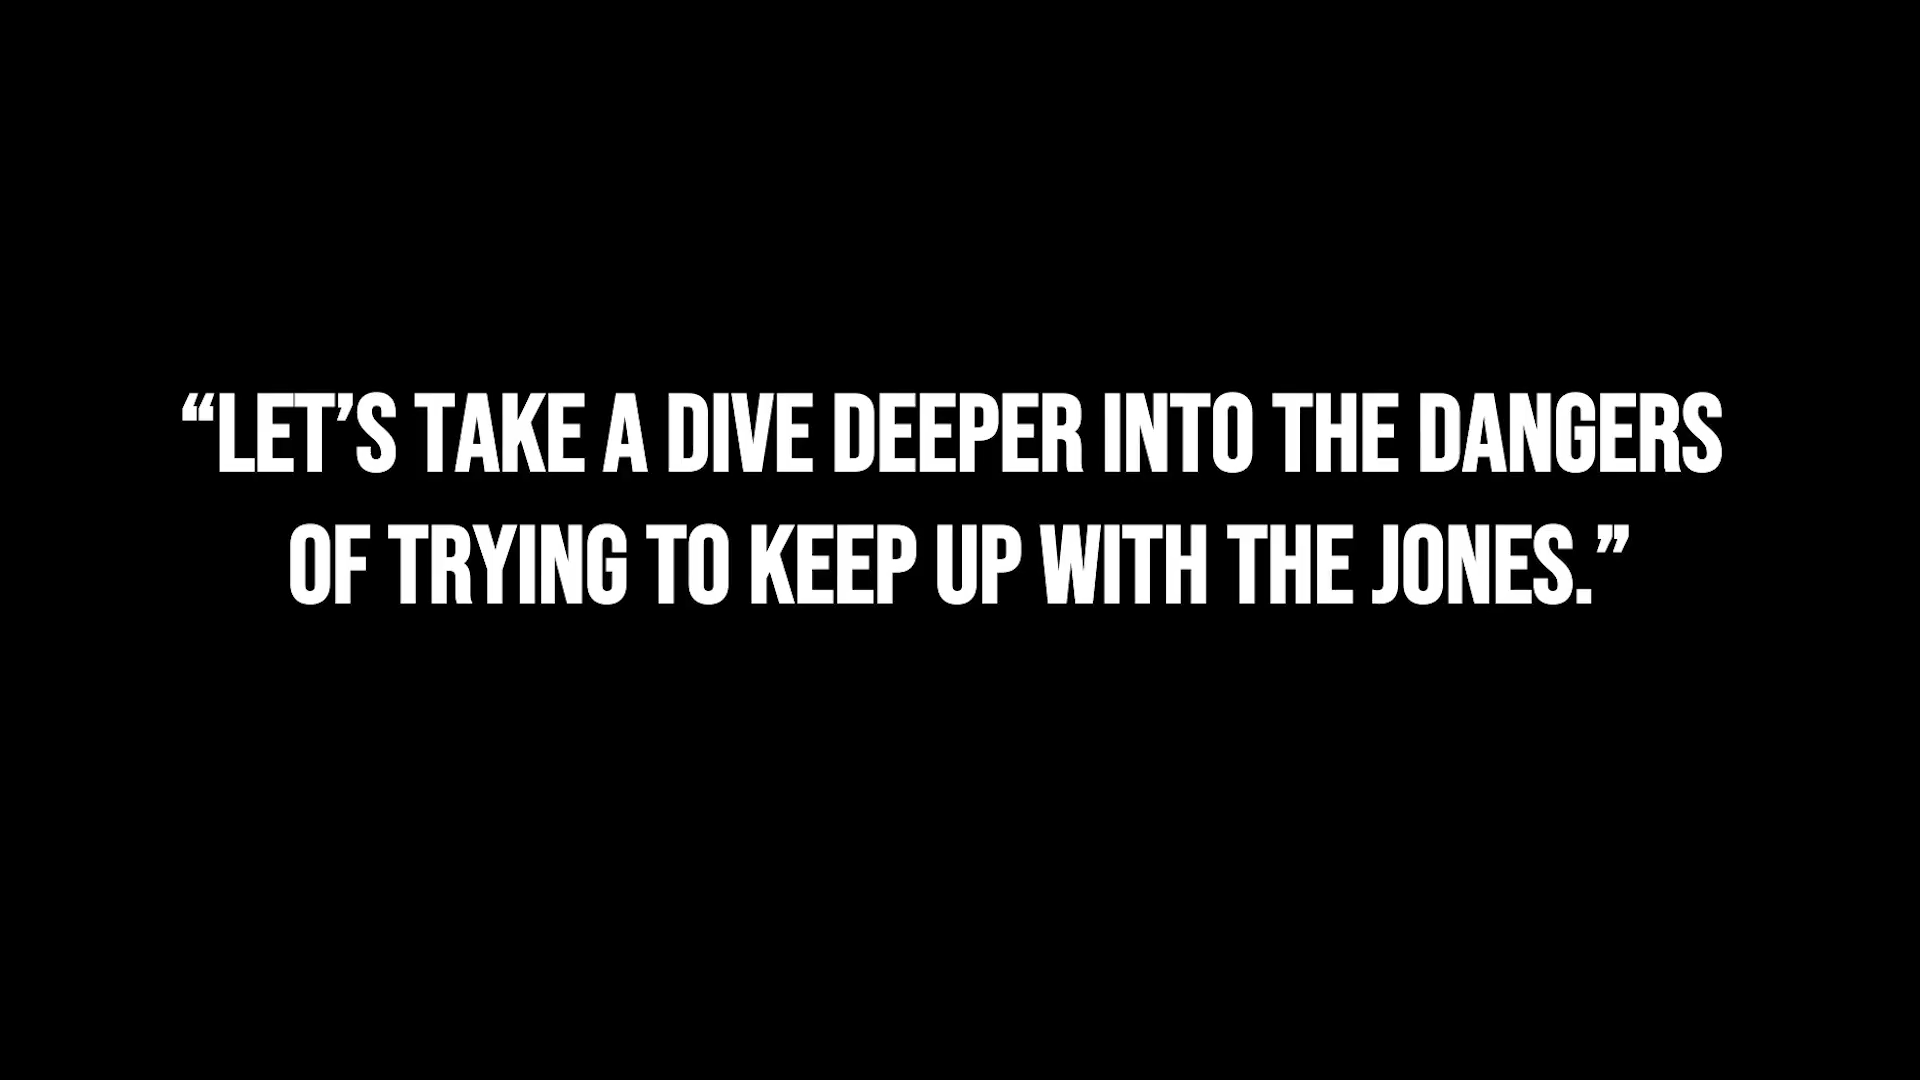 “LET’S TAKE A DIVE DEEPER INTO THE DANGERS
OF TRYING TO KEEP UP WITH THE JONES.”